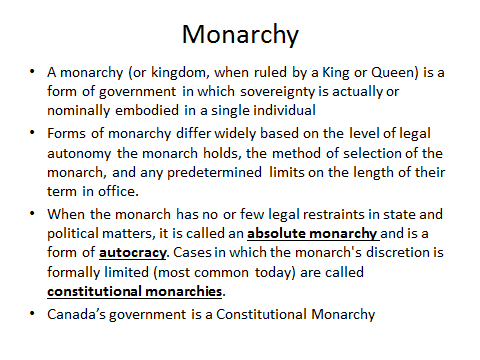 Monarchy
• A monarchy (or kingdom, when ruled by a King or Queen) is a
form of government in which sovereignty is actually or
nominally embodied in a single individual
• Forms of monarchy differ widely based on the level of legal
autonomy the monarch holds, the method of selection of the
monarch, and any predetermined limits on the length of their
term in office.
• When the monarch has no or few legal restraints in state and
political matters, it is called an absolute monarchy and is a
form of autocracy. Cases in which the monarch's discretion is
formally limited (most common today) are called
constitutional monarchies.
• Canada’s government is a Constitutional Monarchy